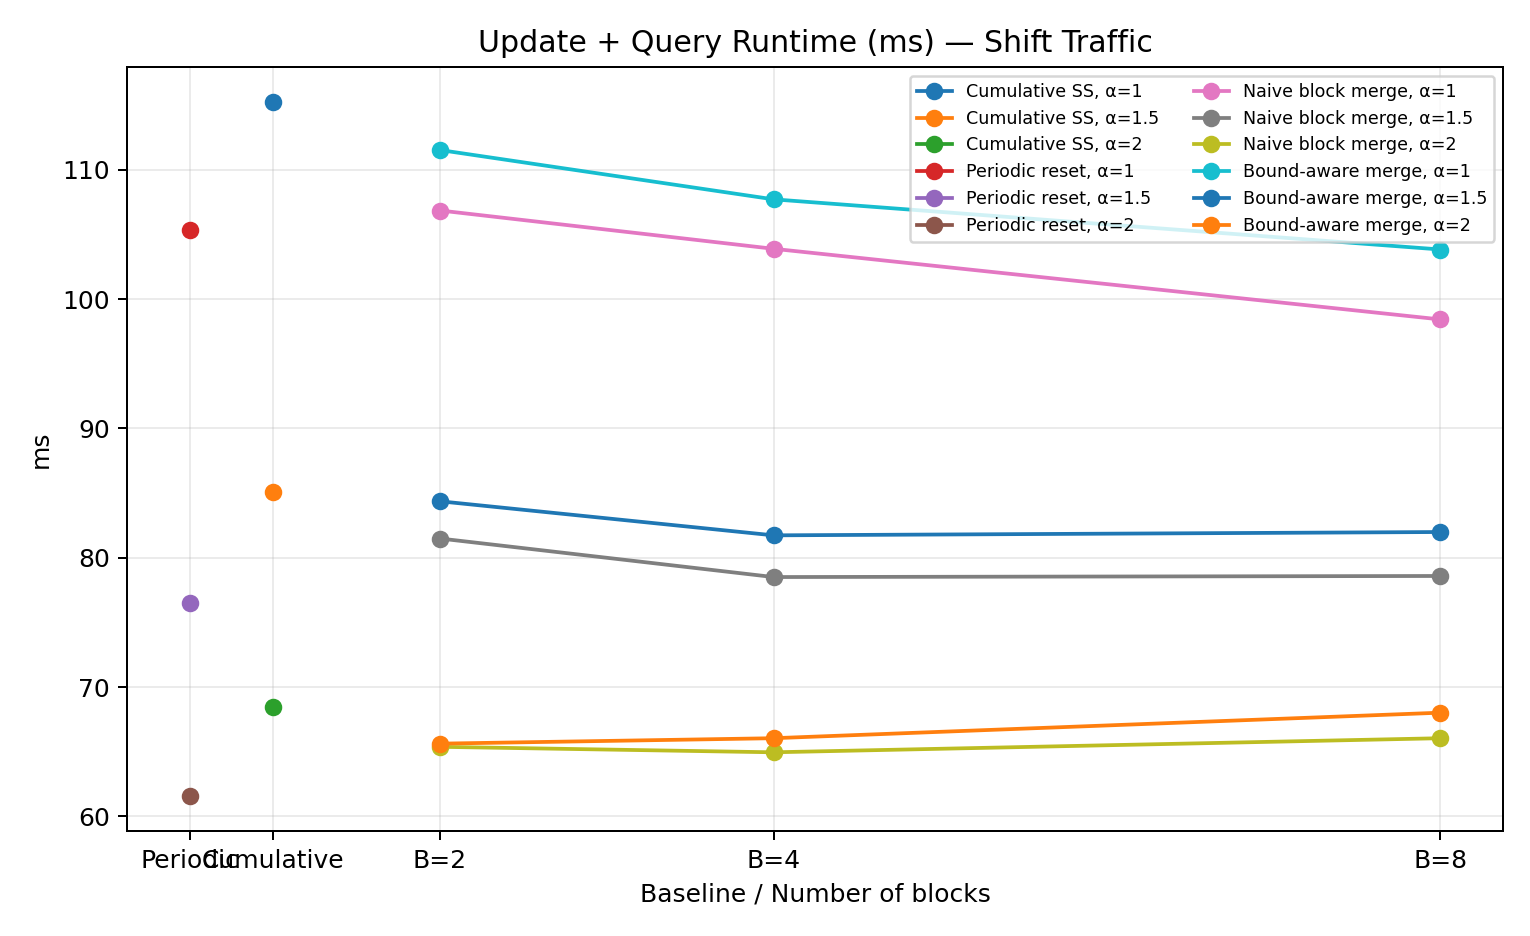 Update + Query Runtime (ms) — Shift Traffic
Cumulative SS, α=1
Cumulative SS, α=1.5
Cumulative SS, α=2
Periodic reset, α=1
Periodic reset, α=1.5
Periodic reset, α=2
Naive block merge, α=1
Naive block merge, α=1.5
Naive block merge, α=2
Bound-aware merge, α=1
Bound-aware merge, α=1.5
Bound-aware merge, α=2
110
100
90
80
70
60
ms
Periodic Cumulative B=2 B=4 B=8
Baseline / Number of blocks